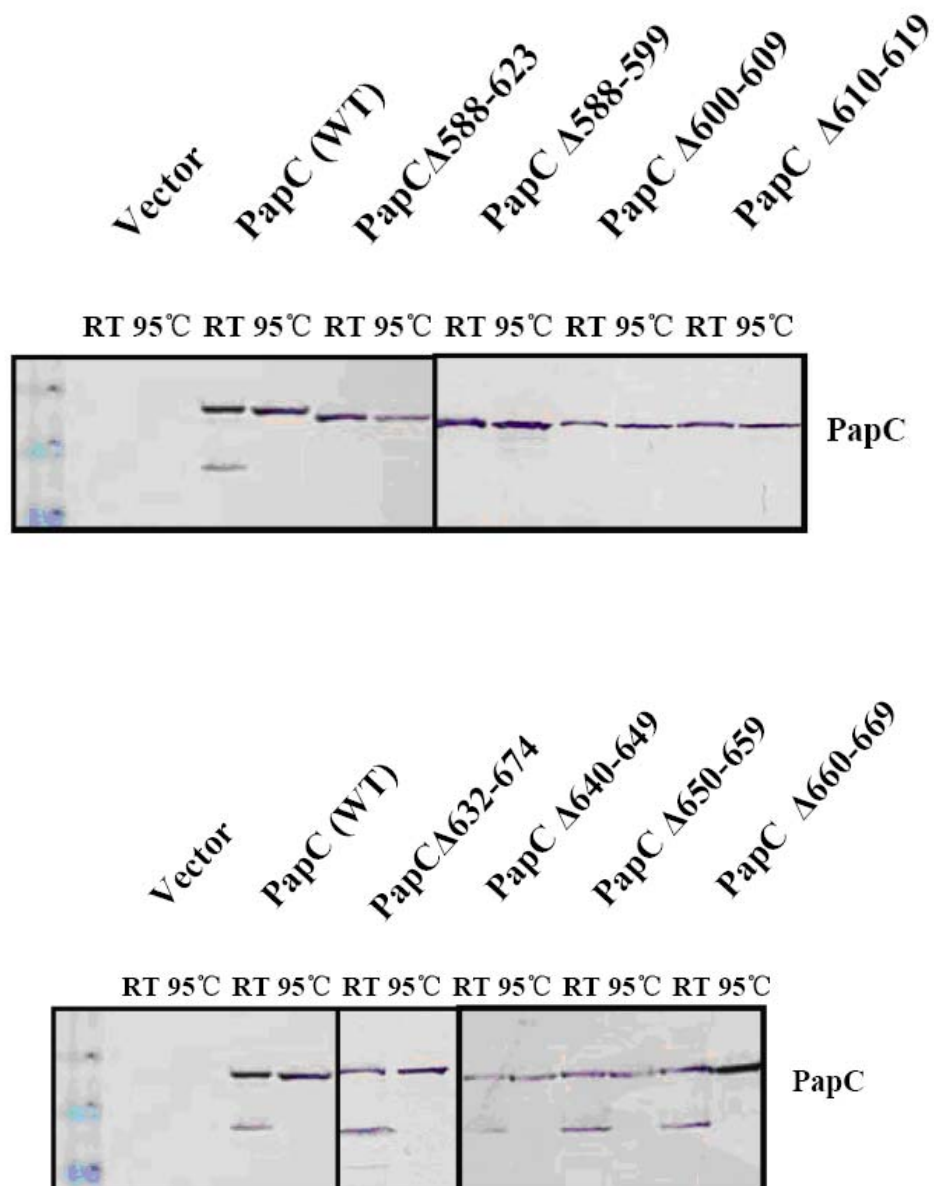 Vector
PapC (WT)
PapCΔ588-623
PapC Δ588-599
PapC Δ600-609
PapC Δ610-619
RT 95℃ RT 95℃ RT 95℃ RT 95℃ RT 95℃ RT 95℃
PapC
Vector
PapC (WT)
PapCΔ632-674
PapC Δ640-649
PapC Δ650-659
PapC Δ660-669
RT 95℃ RT 95℃ RT 95℃ RT 95℃ RT 95℃ RT 95℃
PapC